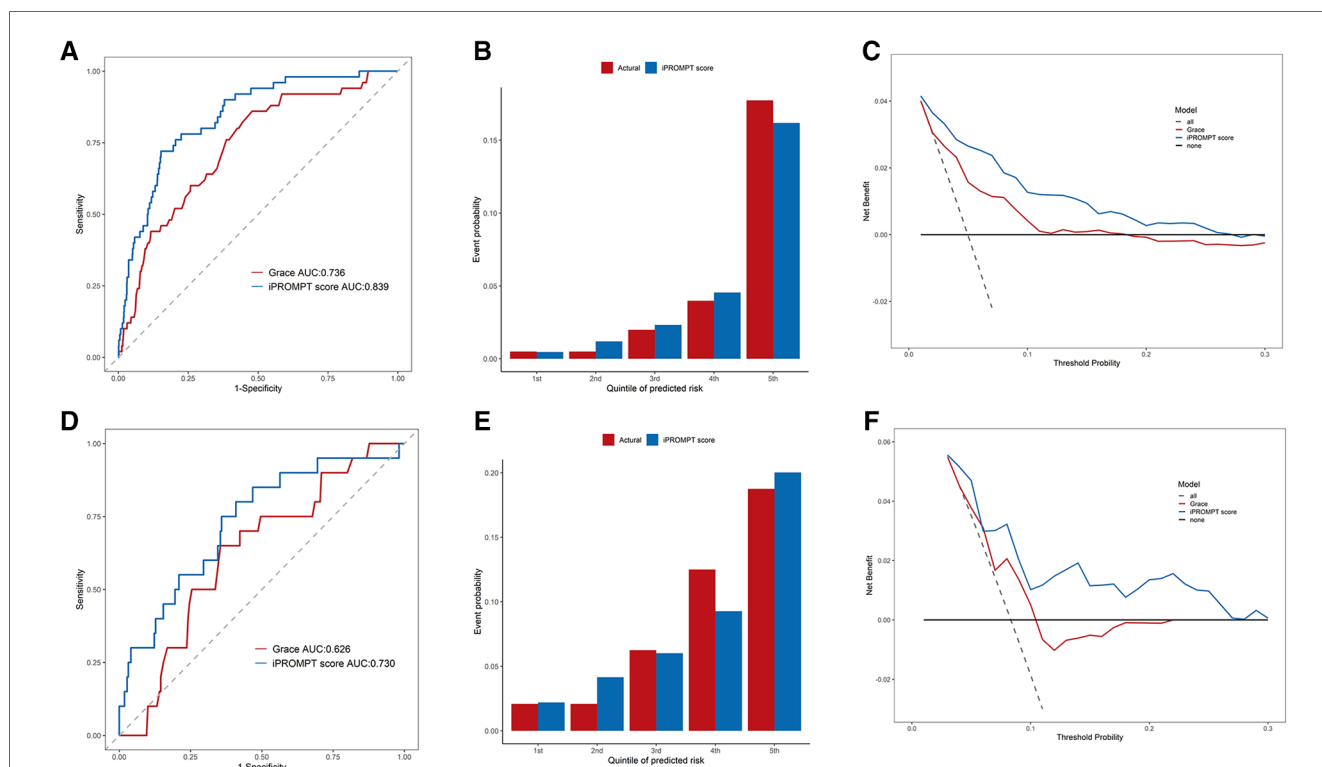 A
1.00
0.75
0.50
0.25
0.00
Sensitivity
Grace AUC:0.736
iPROMPT score AUC:0.839
0.00 0.25 0.50 0.75 1.00
1-Specificity
B
Actural iPROMPT score
0.15
0.10
0.05
0.00
Event probability
1st 2nd 3rd 4th 5th
Quintile of predicted risk
C
0.04
0.02
0.00
-0.02
Net Benefit
Model
all
Grace
iPROMPT score
none
0.0 0.1 0.2 0.3
Threshold Probility
D
1.00
0.75
0.50
0.25
0.00
Sensitivity
Grace AUC:0.626
iPROMPT score AUC:0.730
0.00 0.25 0.50 0.75 1.00
1-Specificity
E
Actural iPROMPT score
0.20
0.15
0.10
0.05
0.00
Event probability
1st 2nd 3rd 4th 5th
Quintile of predicted risk
F
0.06
0.04
0.02
0.00
-0.02
Net Benefit
Model
all
Grace
iPROMPT score
none
0.0 0.1 0.2 0.3
Threshold Probility